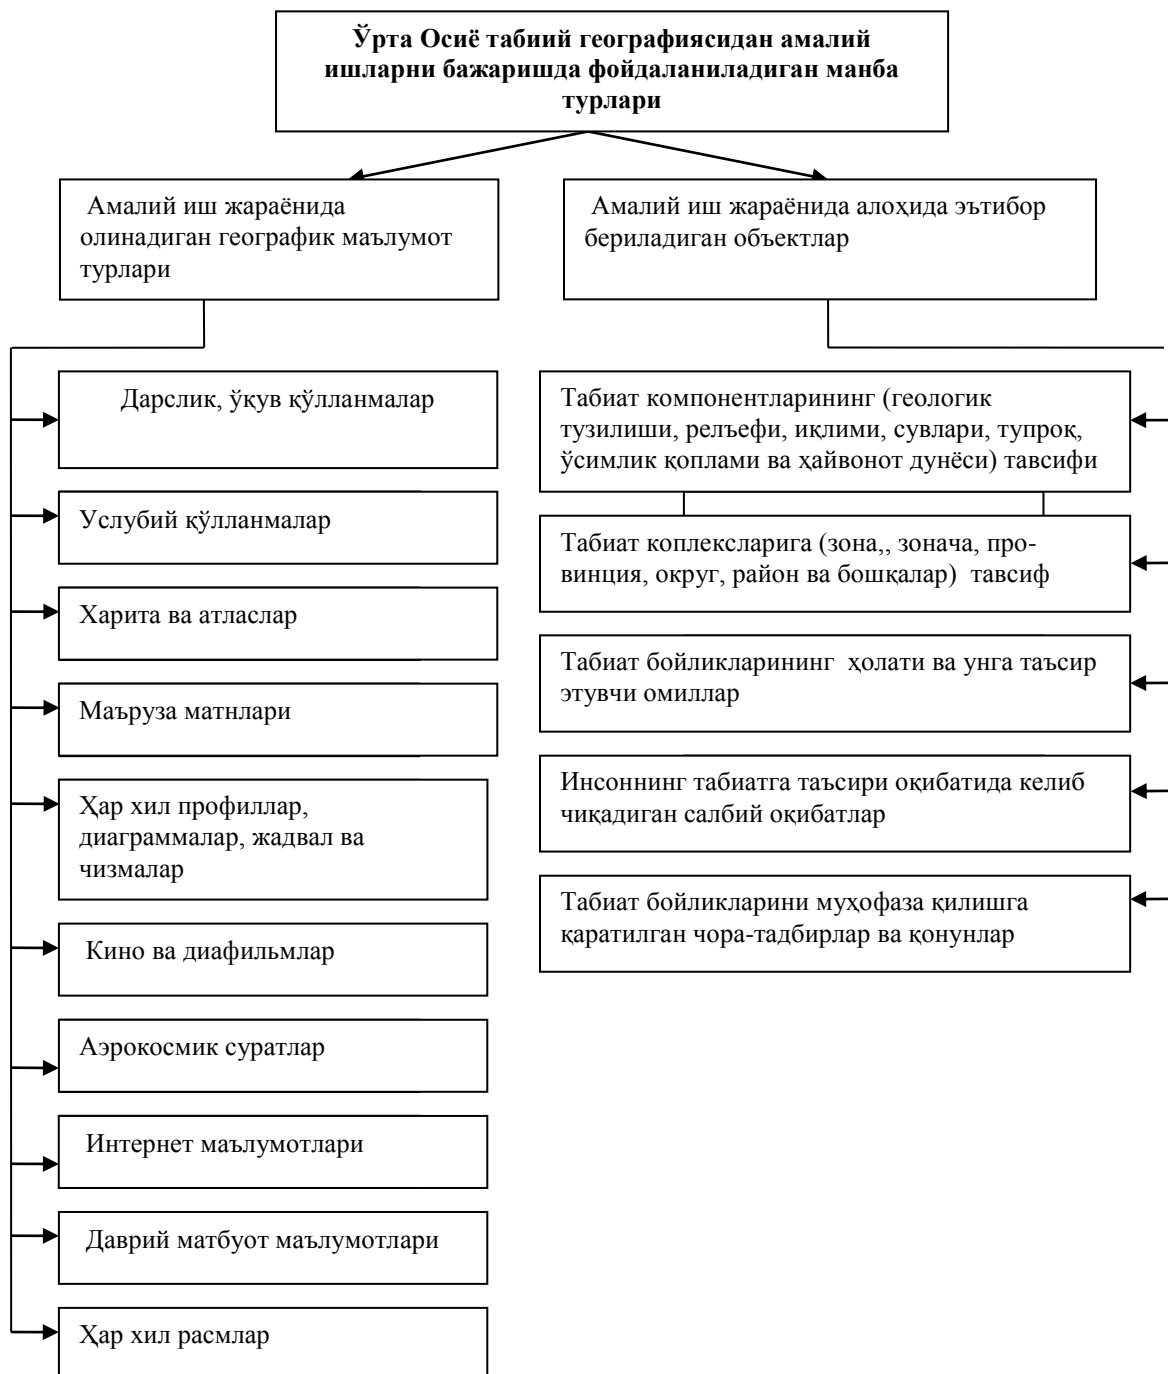 Ўрта Осиё табиий географиясидан амалий
ишларни бажаришда фойдаланиладиган манба
турлари
Амалий иш жараёнида
олинадиган географик маълумот
турлари
Амалий иш жараёнида алоҳида эътибор
бериладиган объектлар
Дарслик, ўқув қўлланмалар
Услубий қўлланмалар
Харита ва атласлар
Маъруза матнлари
Ҳар хил профиллар,
диаграммалар, жадвал ва
чизмалар
Кино ва диафильмлар
Аэрокосмик суратлар
Интернет маълумотлари
Даврий матбуот маълумотлари
Ҳар хил расмлар
Табиат компонентларининг (геологик
тузилиши, релъефи, иқлими, сувлари, тупроқ,
ўсимлик қоплами ва ҳайвонот дунёси) тавсифи
Табиат коплексларига (зона,, зонача, про-
винция, округ, район ва бошқалар) тавсиф
Табиат бойликларининг ҳолати ва унга таъсир
этувчи омиллар
Инсоннинг табиатга таъсири оқибатида келиб
чиқадиган салбий оқибатлар
Табиат бойликларини муҳофаза қилишга
қаратилган чора-тадбирлар ва қонунлар